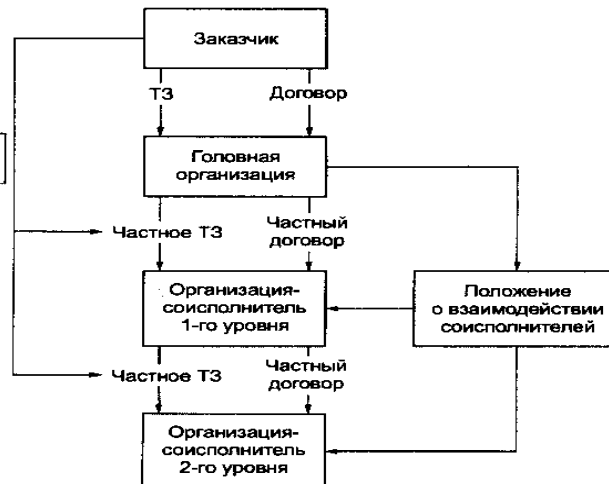 Заказчик
ТЗ
Договор
Головная
организация
Частное ТЗ
Частный
договор
Организация-
соисполнитель
1-го уровня
Положение
о взаимодействии
соисполнителей
Частное ТЗ
Частный
договор
Организация-
соисполнитель
2-го уровня